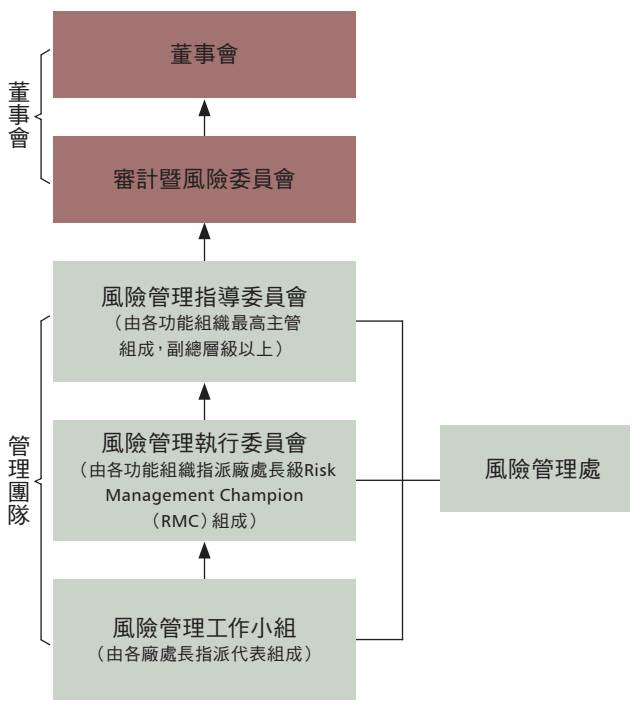 董事會
董事會
審計暨風險委員會
管理團隊
風險管理指導委員會
（由各功能組織最高主管
組成，副總層級以上）
風險管理執行委員會
（由各功能組織指派廠處長級Risk
Management Champion
（RMC）組成）
風險管理工作小組
（由各廠處長指派代表組成）
風險管理處